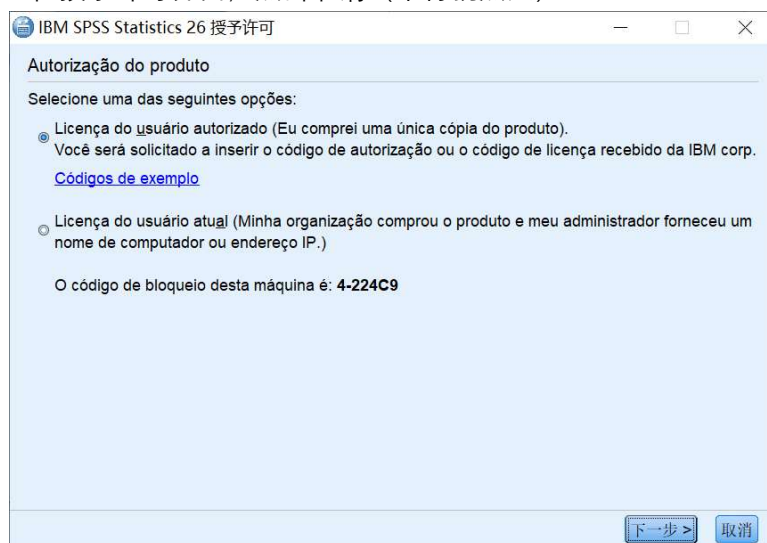 IBM SPSS Statistics 26 授予许可
Autorização do produto
Selecione uma das seguintes opções:
Licença do usuário autorizado (Eu comprei uma única cópia do produto).
Você será solicitado a inserir o código de autorização ou o código de licença recebido da IBM corp.
Códigos de exemplo
Licença do usuário atual (Minha organização comprou o produto e meu administrador forneceu um
nome de computador ou endereço IP.)
O código de bloqueio desta máquina é: 4-224C9
下一步 > 取消